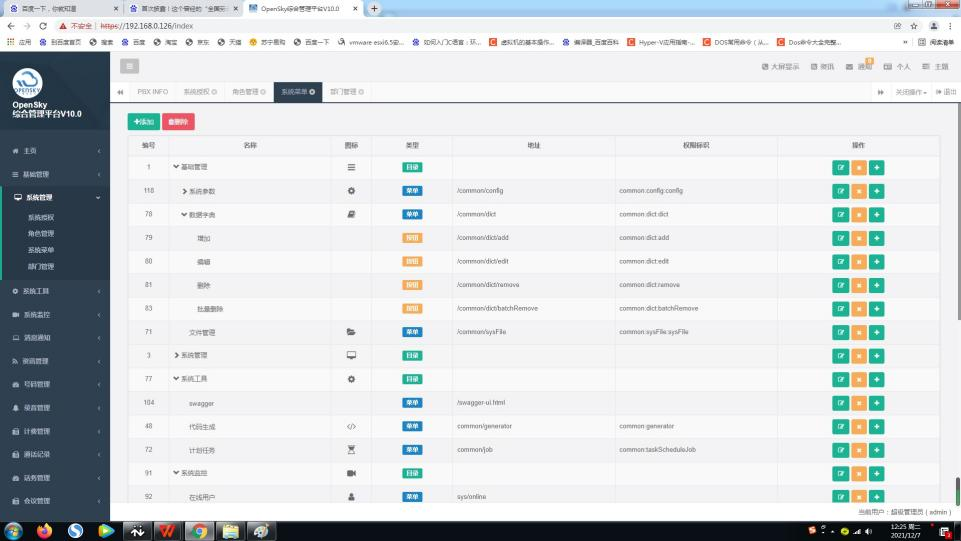 百度一下，你就知道
首次披露！这个曾经的"全国安
OpenSky综合管理平台V10.0
不安全 https://192.168.0.126/index
应用 到百度首页 搜索 百度 淘宝 京东 天猫 苏宁易购 百度一下 vmware esxi6.5安... 如何入门C语言：环... 虚拟机的基本操作... 编译器_百度百科 Hyper-V应用指南-... DOS常用命令（从... Dos命令大全完整... » 阅读清单
OPENSKY
OpenSky
综合管理平台V10.0
大屏显示 资讯 通知 个人 主题
PBX INFO 系统授权 角色管理 系统菜单 部门管理 关闭操作 退出
主页
基础管理
系统管理
系统授权
角色管理
系统菜单
部门管理
系统工具
系统监控
消息通知
资讯管理
号码管理
录音管理
计费管理
通话记录
话务管理
会议管理
+添加 删除
编号 名称 图标 类型 地址 权限标识 操作
1 基础管理 目录
118 系统参数 菜单 /common/config common:config:config
78 数据字典 菜单 /common/dict common:dict:dict
79 增加 按钮 /common/dict/add common:dict:add
80 编辑 按钮 /common/dict/edit common:dict:edit
81 删除 按钮 /common/dict/remove common:dict:remove
83 批量删除 按钮 /common/dict/batchRemove common:dict:batchRemove
71 文件管理 菜单 /common/sysFile common:sysFile:sysFile
3 系统管理 目录
77 系统工具 目录
104 swagger 菜单 /swagger-ui.html
48 代码生成 菜单 common/generator common:generator
72 计划任务 菜单 common/job common:taskScheduleJob
91 系统监控 目录
92 在线用户 菜单 sys/online
当前用户：超级管理员（admin）
12:25 周二
2021/12/7